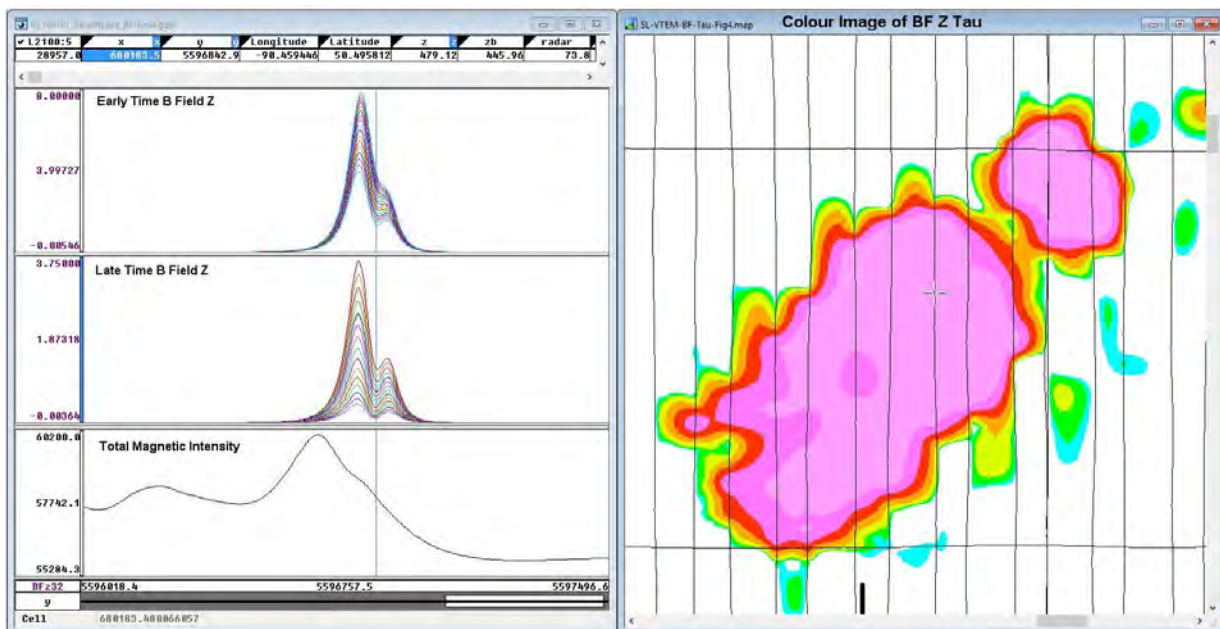 ✓L2100:5 x x y y Longitude Latitude z z zb radar
28957.0 680183.5 5596842.9 -90.459446 50.495812 479.12 445.96 73.8
8.00000
Early Time B Field Z
3.99727
-0.00546
3.75000
Late Time B Field Z
1.87318
-0.00364
60200.0
Total Magnetic Intensity
57742.1
55284.3
BFz32 5596018.4 5596757.5 5597496.6
y
Cell 680183.480066057
SL-VTEM-BF-Tau-Fig4.map
Colour Image of BF Z Tau